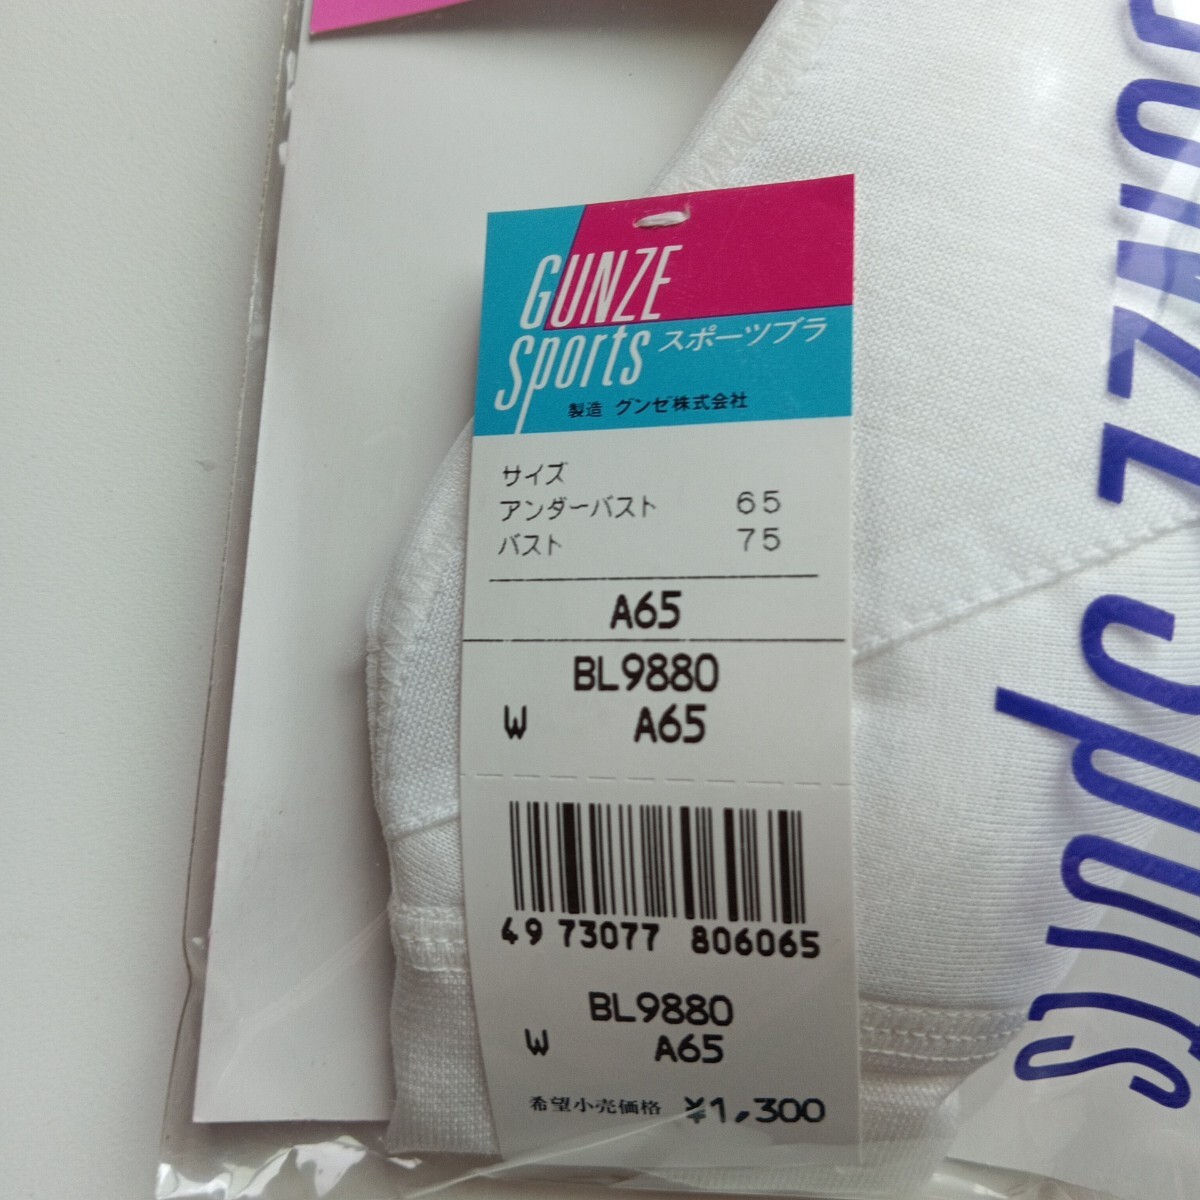 GUNZE
Sports スポーツブラ
製造 グンゼ株式会社
サイズ
アンダーバスト 65
バスト 75
A65
BL9880
W A65
49 73077 806065
BL9880
W A65
希望小売価格 ¥1,300
GUNZE Sports